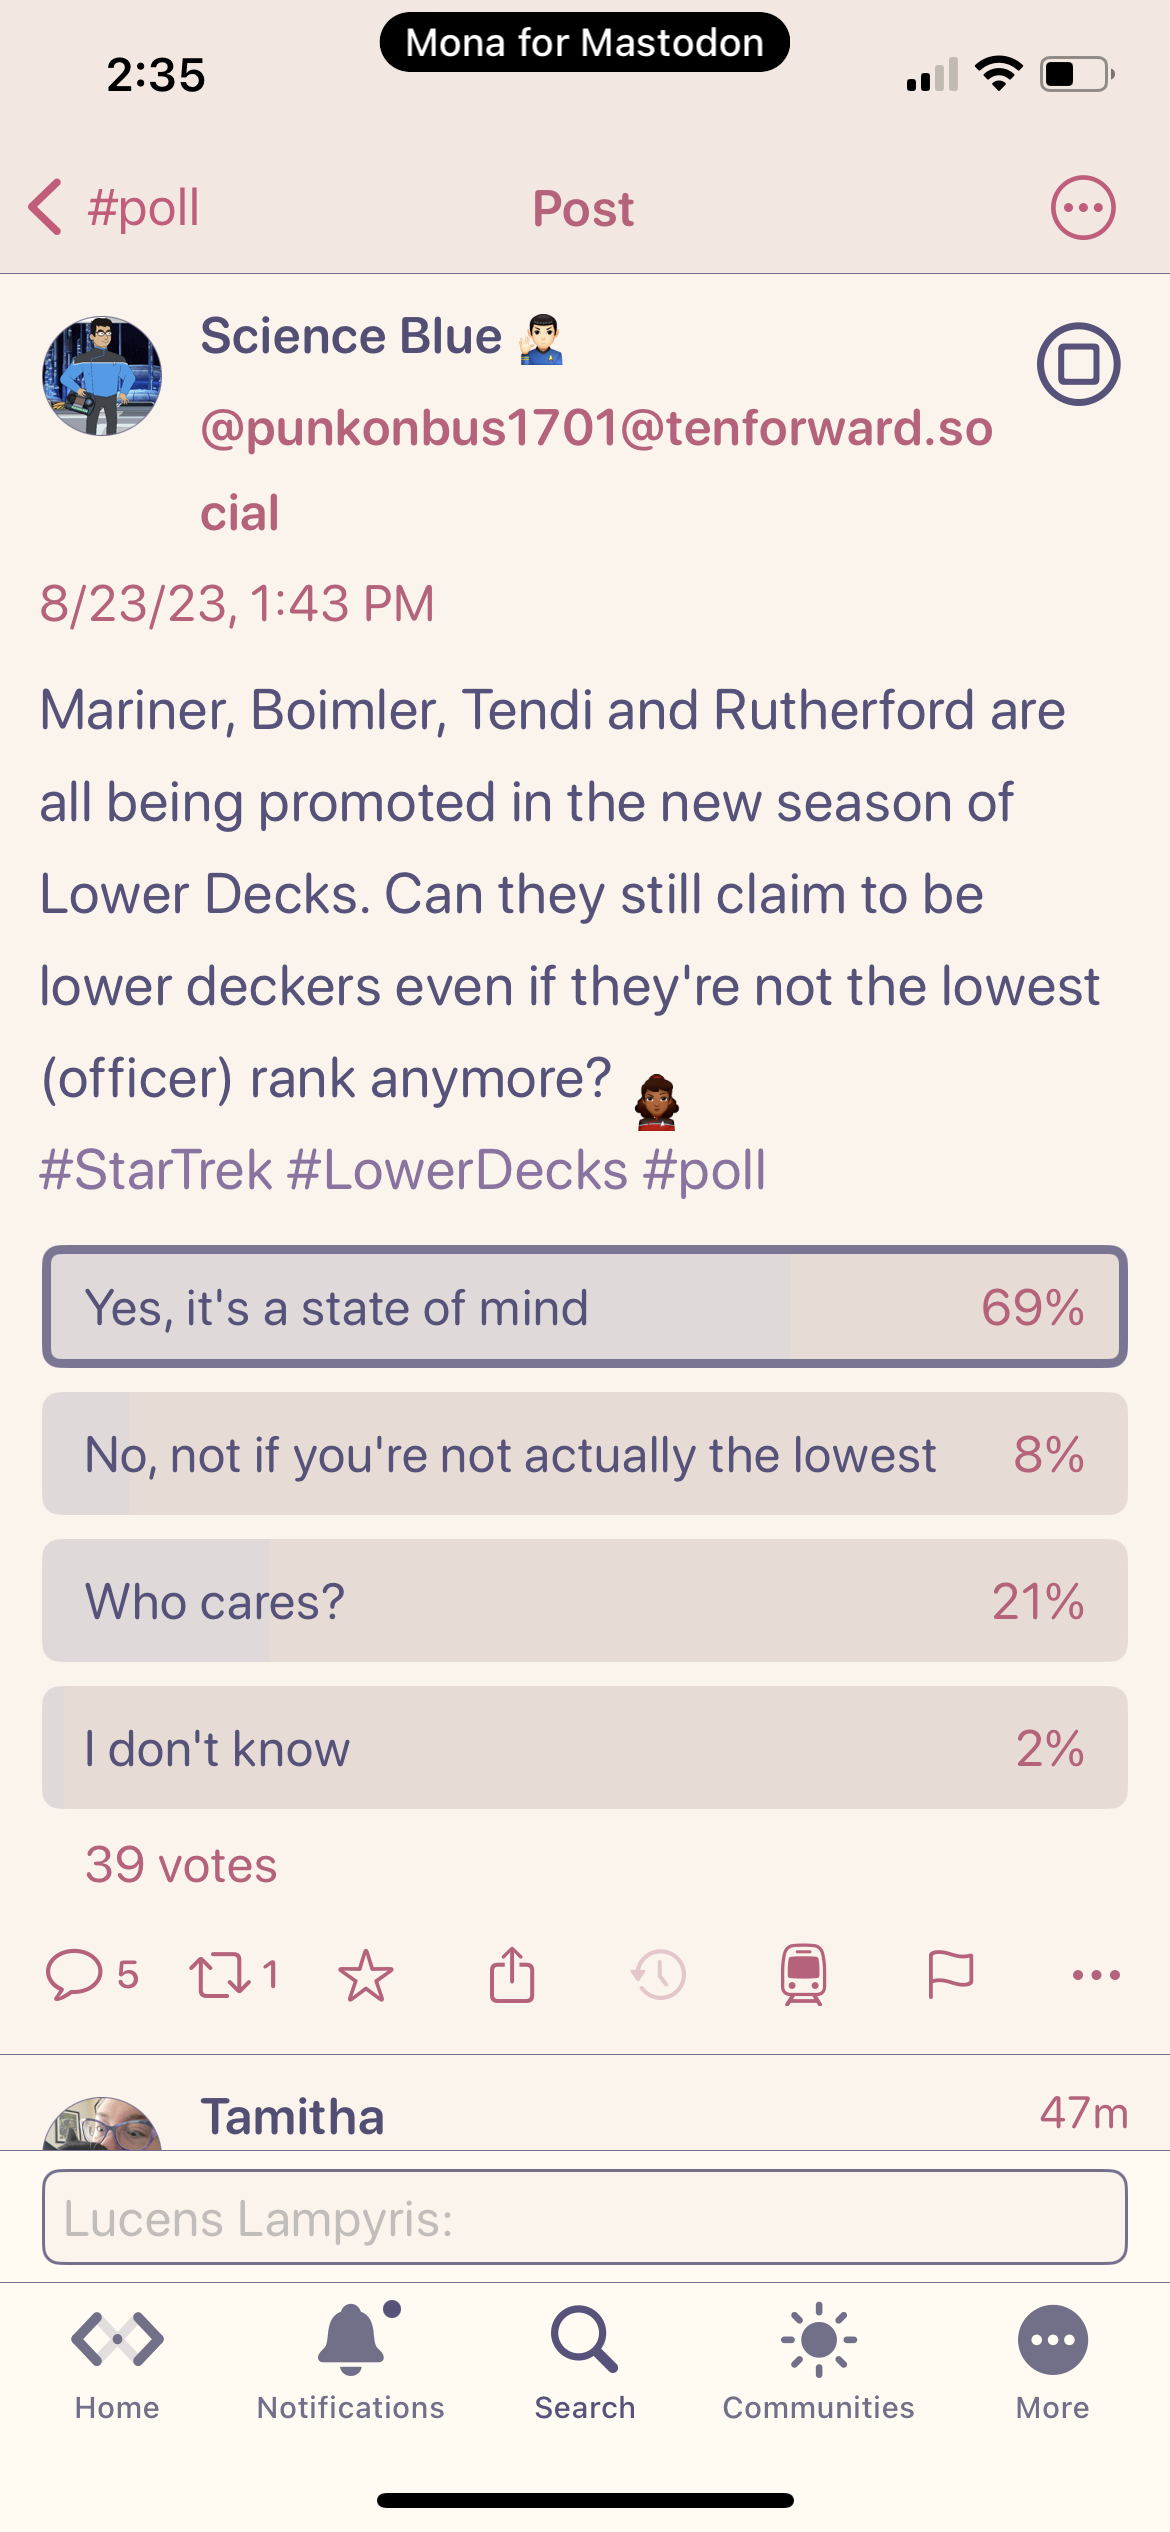 Mona for Mastodon
2:35
#poll
Post
Science Blue
@punkonbus1701@tenforward.so
cial
8/23/23, 1:43 PM
Mariner, Boimler, Tendi and Rutherford are
all being promoted in the new season of
Lower Decks. Can they still claim to be
lower deckers even if they're not the lowest
(officer) rank anymore?
#StarTrek #LowerDecks #poll
Yes, it's a state of mind 69%
No, not if you're not actually the lowest 8%
Who cares? 21%
I don't know 2%
39 votes
5 1
Tamitha 47m
Lucens Lampyris:
Home Notifications Search Communities More